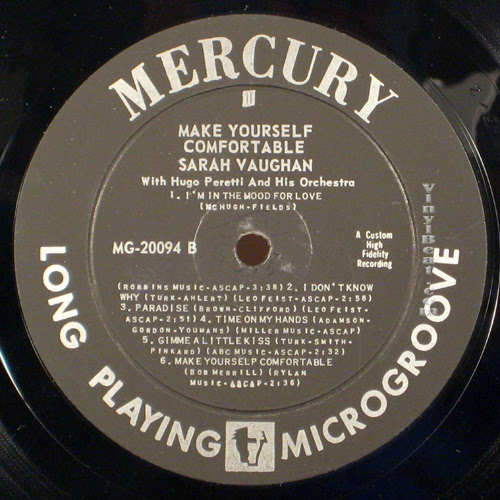 MERCURY
II
MAKE YOURSELF
COMFORTABLE
SARAH VAUGHAN
With Hugo Peretti And His Orchestra
1. I'M IN THE MOOD FOR LOVE
(MCHUGH-FIELDS)
MG-20094 B
A Custom
High
Fidelity
Recording
(ROBBINS MUSIC-ASCAP-3:36) 2. I DON'T KNOW
WHY (TURK-AHLERT) (LEO FEIST-ASCAP-2:58)
3. PARADISE (BROWN-CLIFFORD) (LEO FEIST-
ASCAP-2:51) 4. TIME ON MY HANDS (ADAMSON-
GORDON-YOUMANS) (MILLER MUSIC-ASCAP)
5. GIMME A LITTLE KISS (TURK-SMITH-
PINKARD) (ABC MUSIC-ASCAP-2:32)
6. MAKE YOURSELF COMFORTABLE
(BOB MERRILL) (RYLAN
MUSIC-ASCAP-2:36)
LONG PLAYING MICROGROOVE